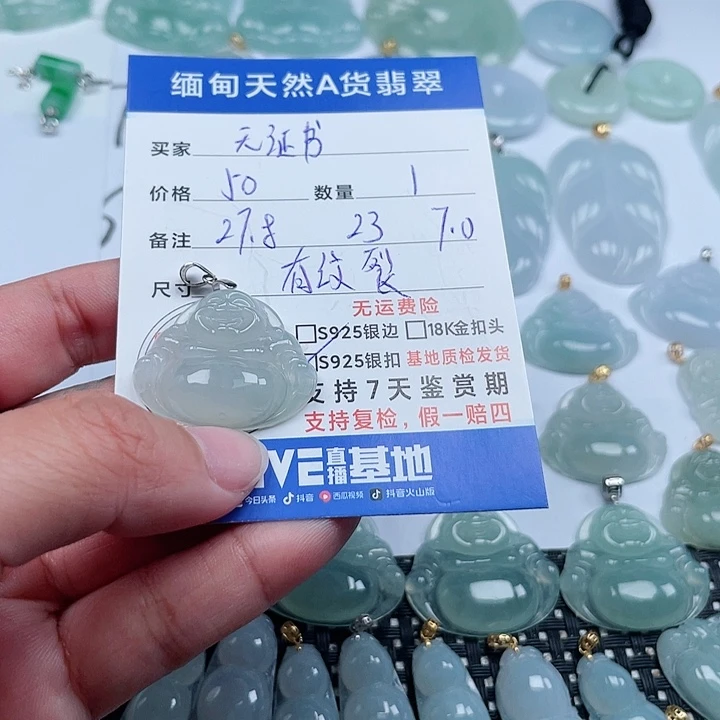 缅甸天然A货翡翠
买家 无证书
价格 50 数量 1
备注 27.8 23 7.0
尺寸 有纹裂
无运费险
□S925银边 □18K金扣头
S925银扣 基地质检发货
支持7天鉴赏期
支持复检，假一赔四
IVE直播基地
今日头条 抖音 西瓜视频 抖音火山版